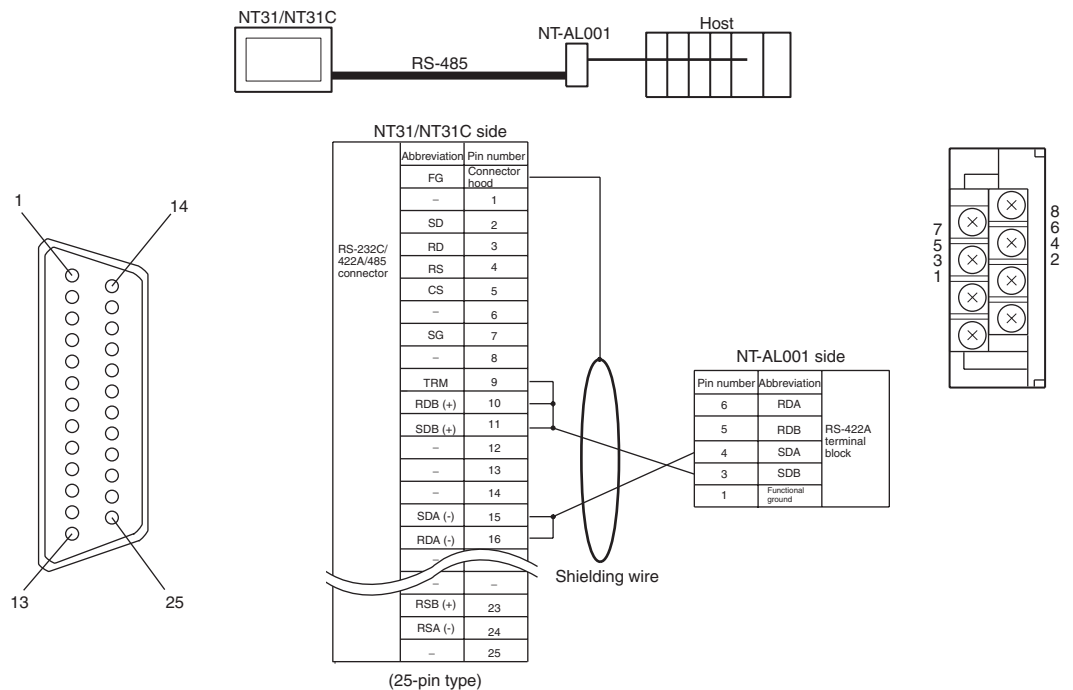 NT31/NT31C
NT-AL001
Host
RS-485
NT31/NT31C side
Abbreviation Pin number
FG Connector hood
– 1
SD 2
RD 3
RS 4
CS 5
– 6
SG 7
– 8
TRM 9
RDB (+) 10
SDB (+) 11
– 12
– 13
– 14
SDA (-) 15
RDA (-) 16
–
– –
RSB (+) 23
RSA (-) 24
– 25
RS-232C/
422A/485
connector
(25-pin type)
1
14
13
25
Shielding wire
NT-AL001 side
Pin number Abbreviation
6 RDA
5 RDB
4 SDA
3 SDB
1 Functional ground
RS-422A
terminal
block
7
5
3
1
8
6
4
2